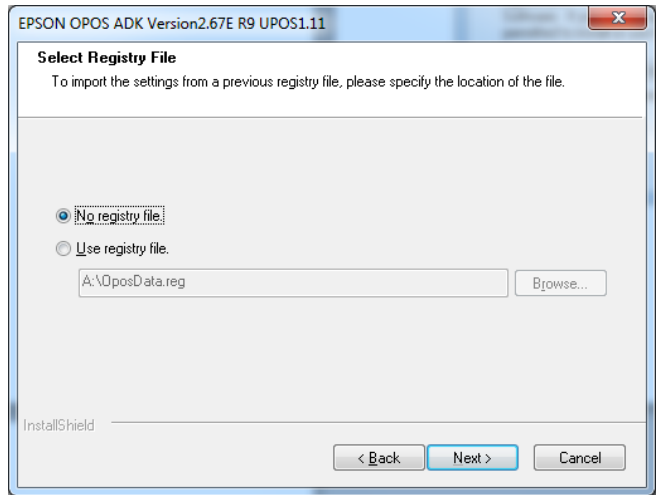 EPSON OPOS ADK Version2.67E R9 UPOS1.11
Select Registry File
To import the settings from a previous registry file, please specify the location of the file.
No registry file.
Use registry file.
A:\OposData.reg
Browse...
InstallShield
< Back
Next >
Cancel